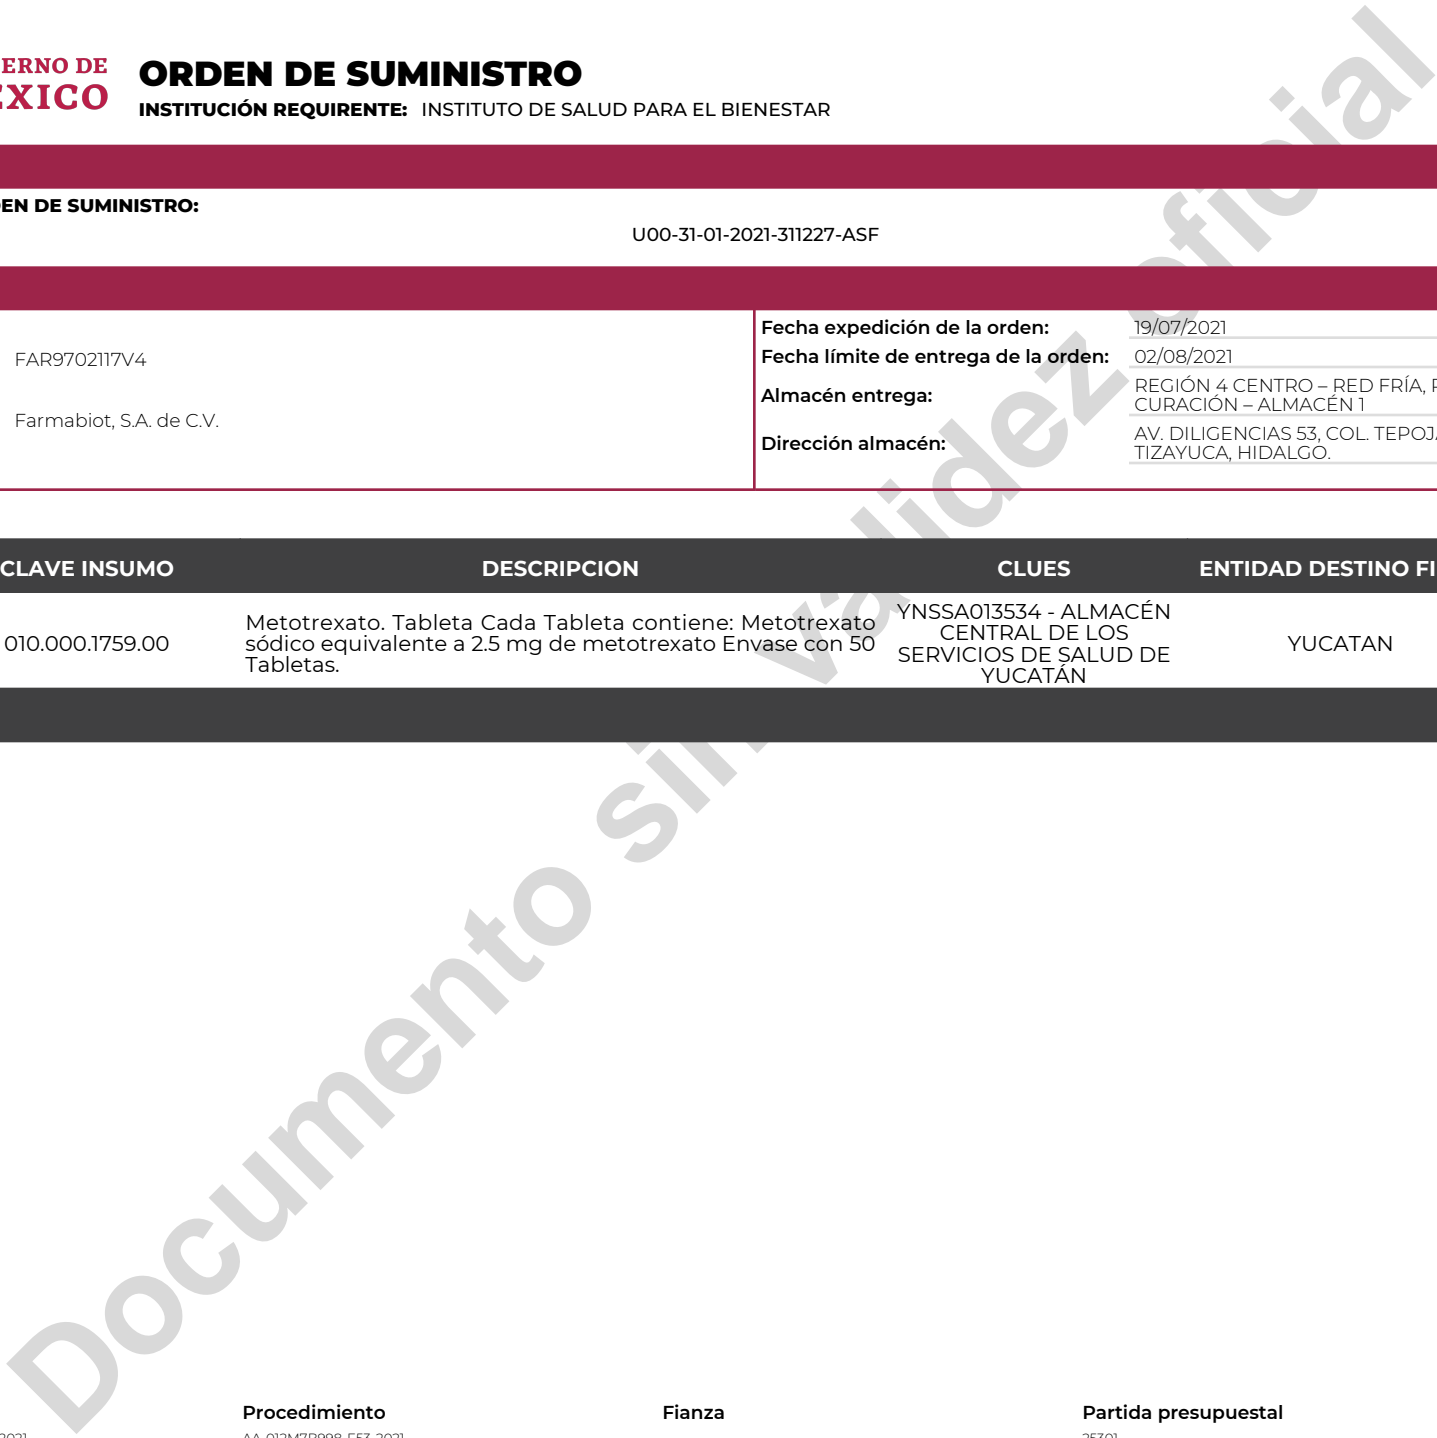 ERNO DE
ÉXICO
ORDEN DE SUMINISTRO
INSTITUCIÓN REQUIRENTE: INSTITUTO DE SALUD PARA EL BIENESTAR
EN DE SUMINISTRO:
U00-31-01-2021-311227-ASF
FAR9702117V4
Farmabiot, S.A. de C.V.
Fecha expedición de la orden: 19/07/2021
Fecha límite de entrega de la orden: 02/08/2021
Almacén entrega: REGIÓN 4 CENTRO – RED FRÍA,
CURACIÓN – ALMACÉN 1
Dirección almacén: AV. DILIGENCIAS 53, COL. TEPOJ
TIZAYUCA, HIDALGO.
CLAVE INSUMO DESCRIPCION CLUES ENTIDAD DESTINO FI
010.000.1759.00
Metotrexato. Tableta Cada Tableta contiene: Metotrexato
sódico equivalente a 2.5 mg de metotrexato Envase con 50
Tabletas.
YNSSA013534 - ALMACÉN
CENTRAL DE LOS
SERVICIOS DE SALUD DE
YUCATÁN
YUCATAN
Documento sin validez oficial
Procedimiento Fianza Partida presupuestal